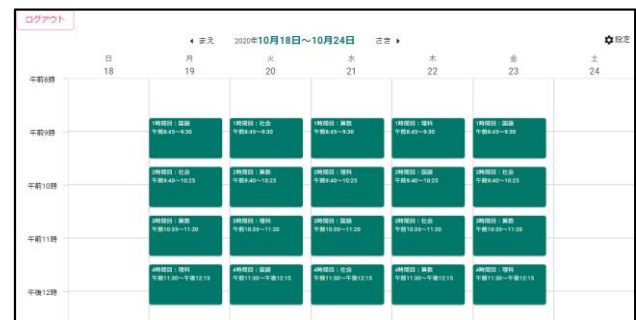 ログアウト
まえ 2020年10月18日～10月24日 さき
設定
日 月 火 水 木 金 土
18 19 20 21 22 23 24
午前8時
1時間目：国語 1時間目：社会 1時間目：算数 1時間目：理科 1時間目：国語
午前8:45～9:30 午前8:45～9:30 午前8:45～9:30 午前8:45～9:30 午前8:45～9:30
午前9時
2時間目：社会 2時間目：算数 2時間目：理科 2時間目：国語 2時間目：社会
午前9:40～10:25 午前9:40～10:25 午前9:40～10:25 午前9:40～10:25 午前9:40～10:25
午前10時
3時間目：算数 3時間目：理科 3時間目：国語 3時間目：社会 3時間目：算数
午前10:35～11:20 午前10:35～11:20 午前10:35～11:20 午前10:35～11:20 午前10:35～11:20
午前11時
4時間目：理科 4時間目：国語 4時間目：社会 4時間目：算数 4時間目：理科
午前11:30～午後12:15 午前11:30～午後12:15 午前11:30～午後12:15 午前11:30～午後12:15 午前11:30～午後12:15
午後12時